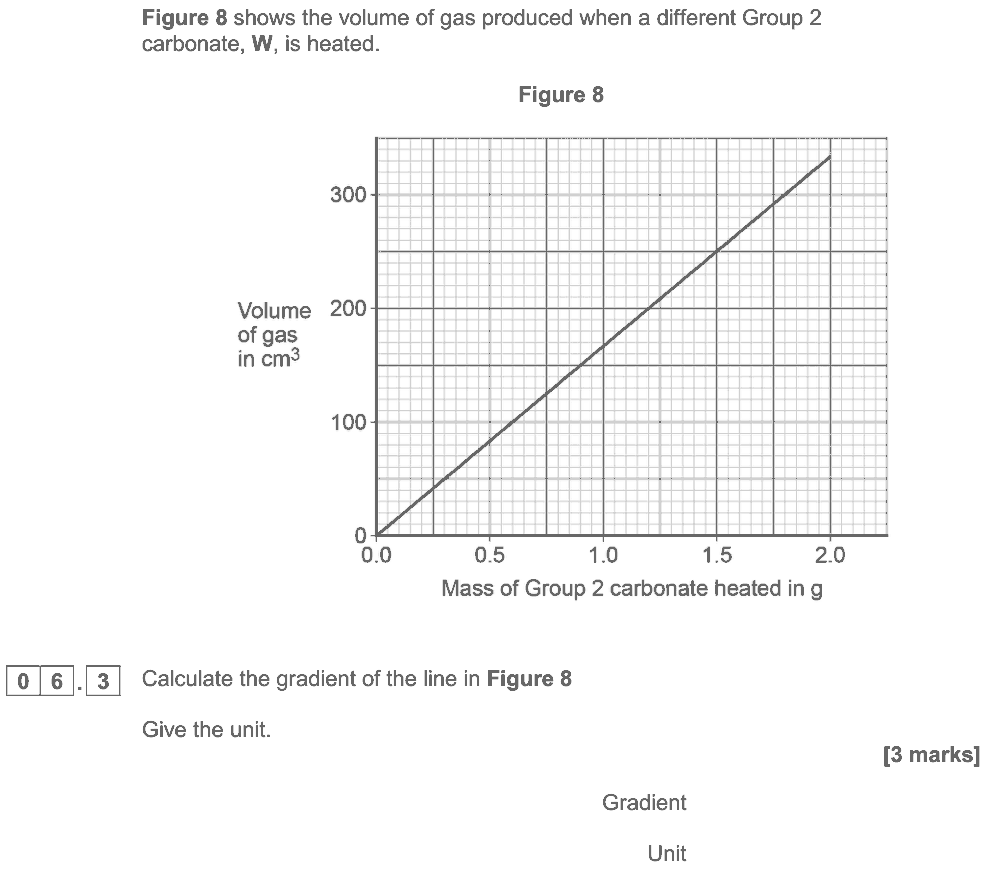 Figure 8 shows the volume of gas produced when a different Group 2
carbonate, W, is heated.
Figure 8
300
Volume 200
of gas
in cm³
100
0
0.0 0.5 1.0 1.5 2.0
Mass of Group 2 carbonate heated in g
0 6 . 3 Calculate the gradient of the line in Figure 8
Give the unit.
[3 marks]
Gradient
Unit